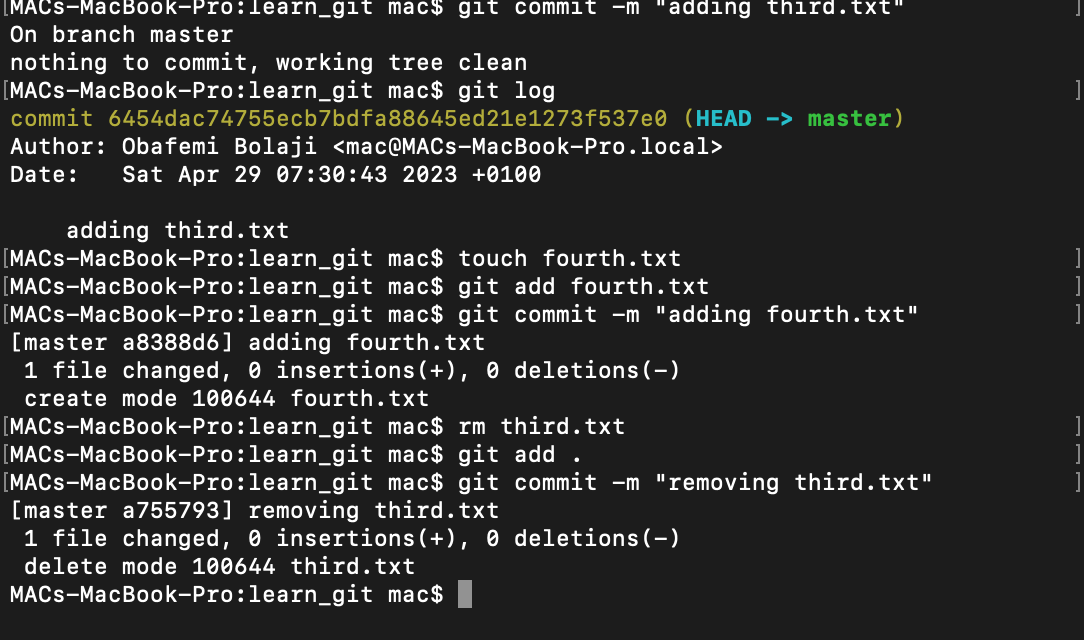 [MACs-MacBook-Pro:learn_git mac$ git commit -m "adding third.txt" ]
On branch master
nothing to commit, working tree clean
[MACs-MacBook-Pro:learn_git mac$ git log ]
commit 6454dac74755ecb7bdfa88645ed21e1273f537e0 (HEAD -> master)
Author: Obafemi Bolaji <mac@MACs-MacBook-Pro.local>
Date:   Sat Apr 29 07:30:43 2023 +0100
    adding third.txt
[MACs-MacBook-Pro:learn_git mac$ touch fourth.txt ]
[MACs-MacBook-Pro:learn_git mac$ git add fourth.txt ]
[MACs-MacBook-Pro:learn_git mac$ git commit -m "adding fourth.txt" ]
[master a8388d6] adding fourth.txt
 1 file changed, 0 insertions(+), 0 deletions(-)
 create mode 100644 fourth.txt
[MACs-MacBook-Pro:learn_git mac$ rm third.txt ]
[MACs-MacBook-Pro:learn_git mac$ git add . ]
[MACs-MacBook-Pro:learn_git mac$ git commit -m "removing third.txt" ]
[master a755793] removing third.txt
 1 file changed, 0 insertions(+), 0 deletions(-)
 delete mode 100644 third.txt
MACs-MacBook-Pro:learn_git mac$